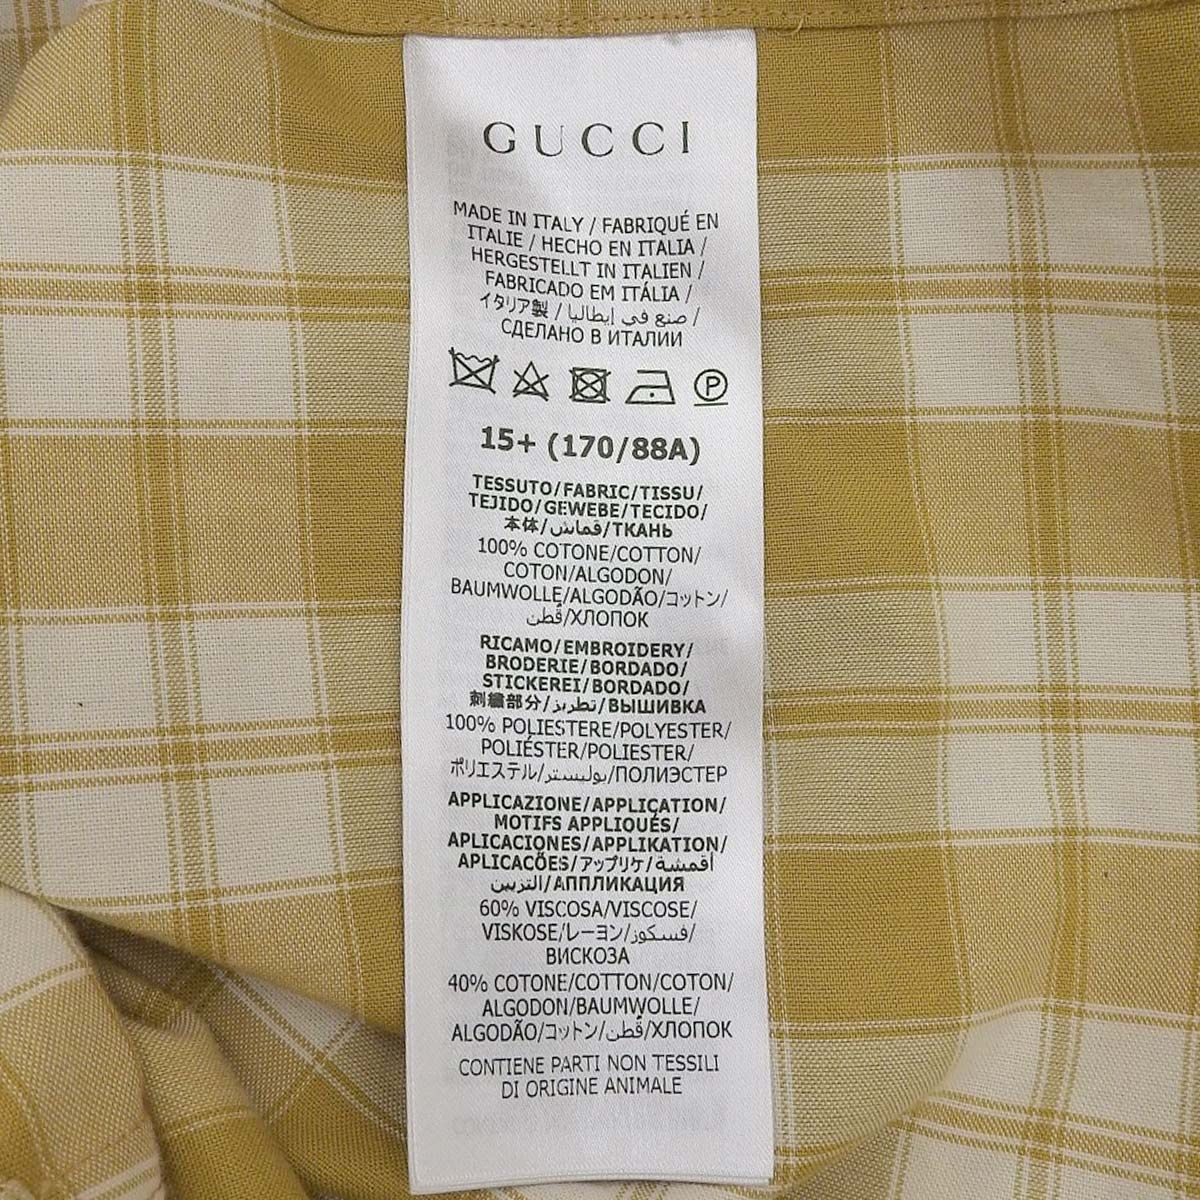 GUCCI
MADE IN ITALY / FABRIQUÉ EN
ITALIE / HECHO EN ITALIA /
HERGESTELLT IN ITALIEN /
FABRICADO EM ITÁLIA /
イタリア製 / صنع في إيطاليا /
СДЕЛАНО В ИТАЛИИ
P
15+ (170/88A)
TESSUTO/FABRIC/TISSU/
TEJIDO/GEWEBE/TECIDO/
本体/قماش/ТКАНЬ
100% COTONE/COTTON/
COTON/ALGODON/
BAUMWOLLE/ALGODÃO/コットン/
قُطن/ХЛОПОК
RICAMO/EMBROIDERY/
BRODERIE/BORDADO/
STICKEREI/BORDADO/
刺繍部分/تطريز/ВЫШИВКА
100% POLIESTERE/POLYESTER/
POLIÉSTER/POLIESTER/
ポリエステル/بوليستر/ПОЛИЭСТЕР
APPLICAZIONE/APPLICATION/
MOTIFS APPLIQUÉS/
APLICACIONES/APPLIKATION/
APLICACÕES/アップリケ/أقمشة
التزيين/АППЛИКАЦИЯ
60% VISCOSA/VISCOSE/
VISKOSE/レーヨン/فسكوز/
ВИСКОЗА
40% COTONE/COTTON/COTON/
ALGODON/BAUMWOLLE/
ALGODÃO/コットン/قُطن/ХЛОПОК
CONTIENE PARTI NON TESSILI
DI ORIGINE ANIMALE